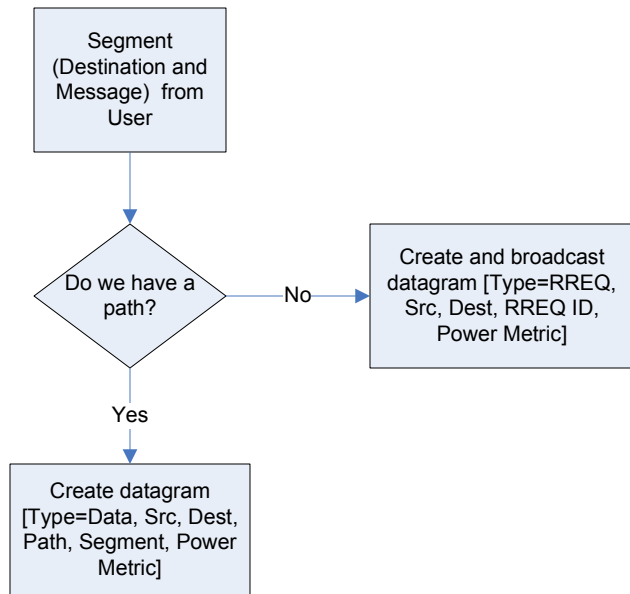 Segment
(Destination and
Message) from
User
Do we have a
path?
No
Create and broadcast
datagram [Type=RREQ,
Src, Dest, RREQ ID,
Power Metric]
Yes
Create datagram
[Type=Data, Src, Dest,
Path, Segment, Power
Metric]